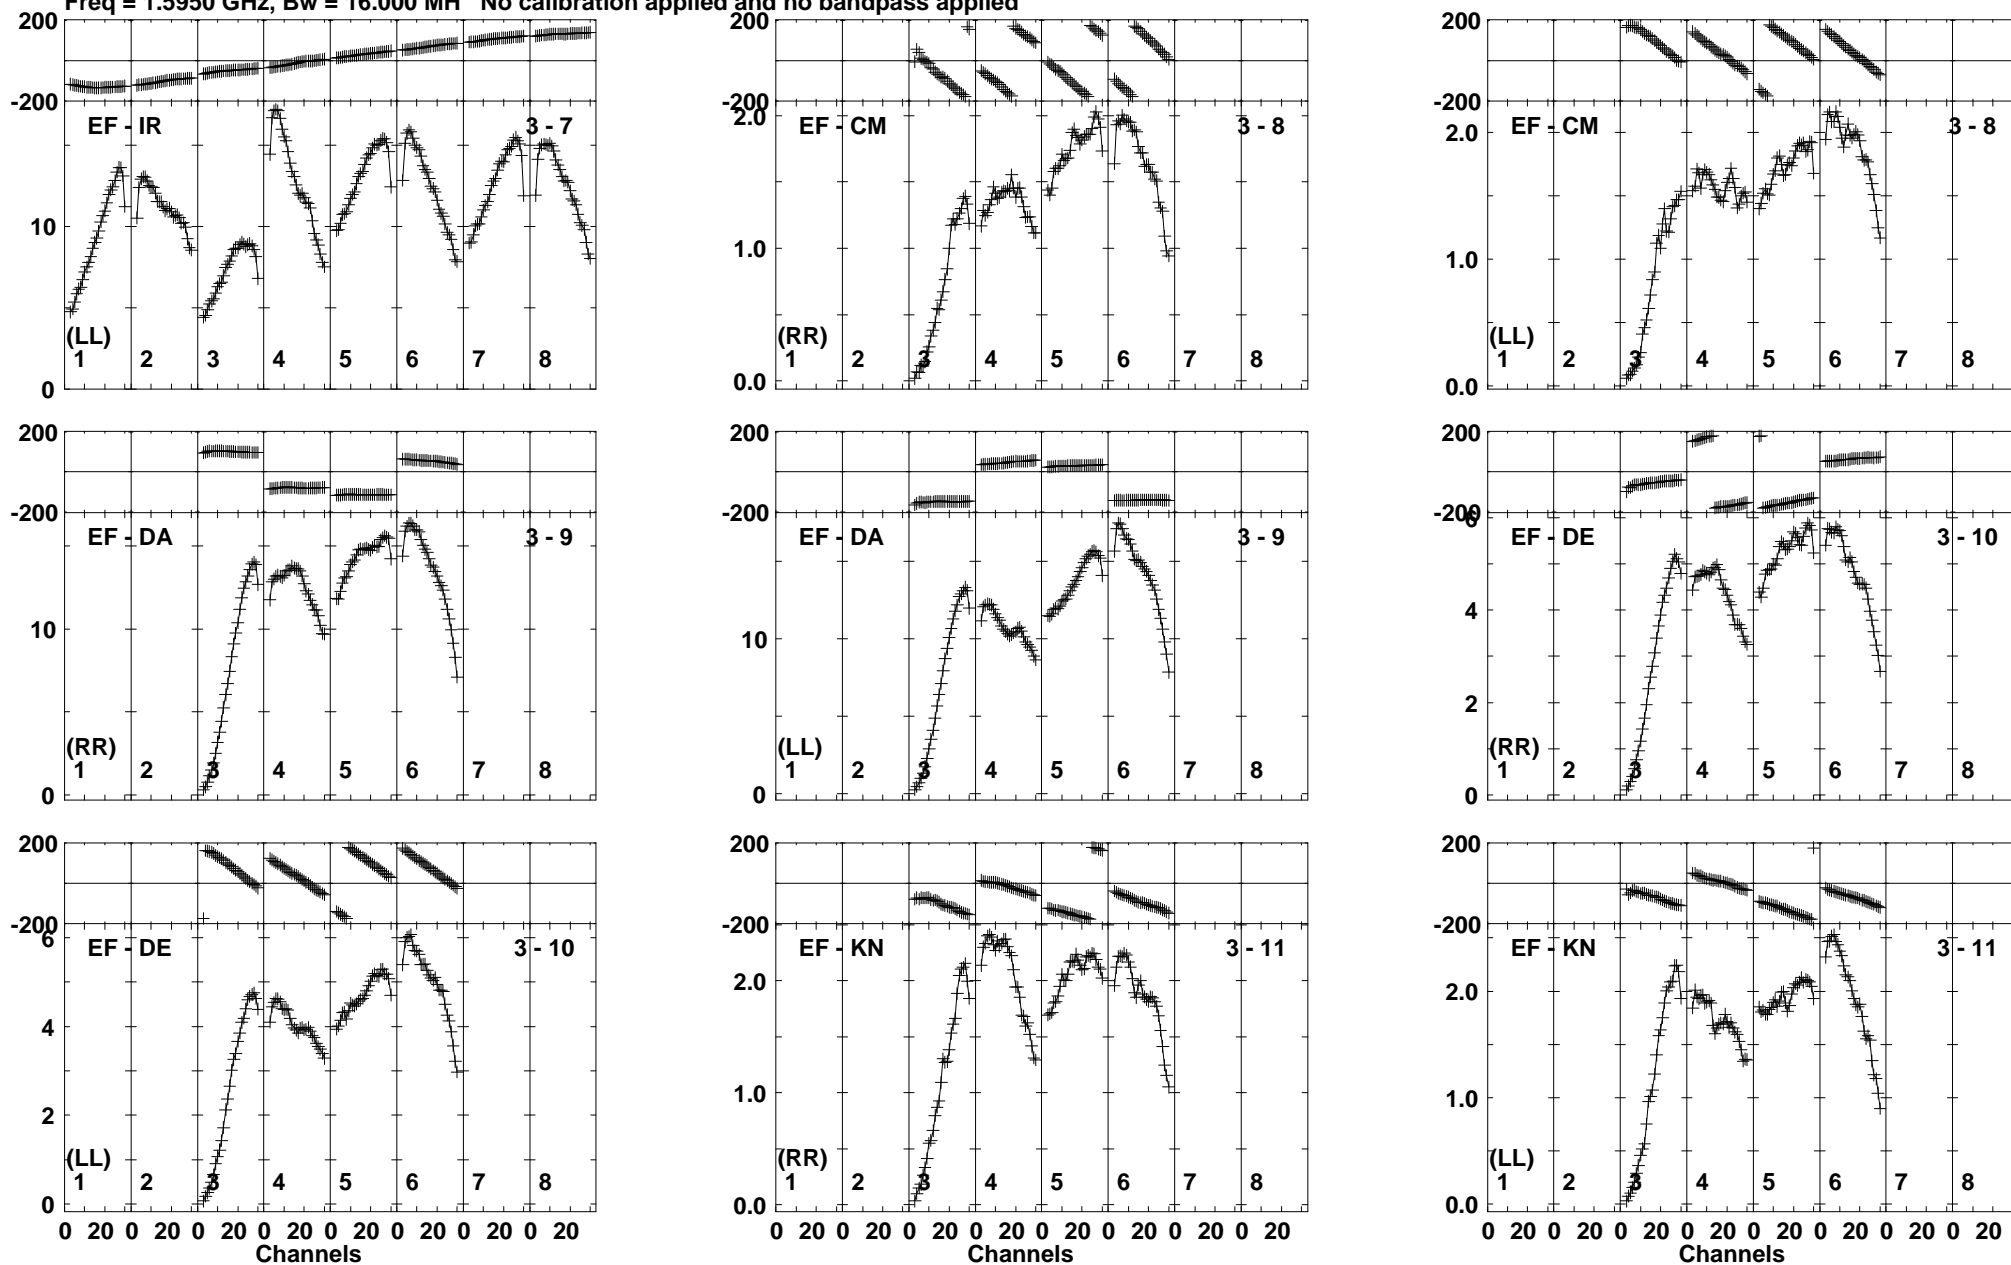 Freq = 1.5950 GHz, Bw = 16.000 MH No calibration applied and no bandpass applied
200 200 200
-200 -200 -200
EF - IR 3 - 7 2.0 EF - CM 3 - 8 2.0 EF - CM 3 - 8
10 1.0 1.0
(LL) (RR) (LL)
1 2 3 4 5 6 7 8 1 2 3 4 5 6 7 8 1 2 3 4 5 6 7 8
0 0.0 0.0
200 200 200
-200 -200 -200
6
EF - DA 3 - 9 EF - DA 3 - 9 EF - DE 3 - 10
10 10 4
2
(RR) (LL) (RR)
1 2 3 4 5 6 7 8 1 2 3 4 5 6 7 8 1 2 3 4 5 6 7 8
0 0 0
200 200 200
-200 -200 -200
6 EF - DE 3 - 10 EF - KN 3 - 11 EF - KN 3 - 11
4 2.0 2.0
2 1.0 1.0
(LL) (RR) (LL)
1 2 3 4 5 6 7 8 1 2 3 4 5 6 7 8 1 2 3 4 5 6 7 8
0 0.0 0.0
0 20 0 20 0 20 0 20 0 20 0 20 0 20 0 20 0 20 0 20 0 20 0 20 0 20 0 20 0 20 0 20 0 20 0 20 0 20 0 20 0 20 0 20 0 20 0 20
Channels Channels Channels